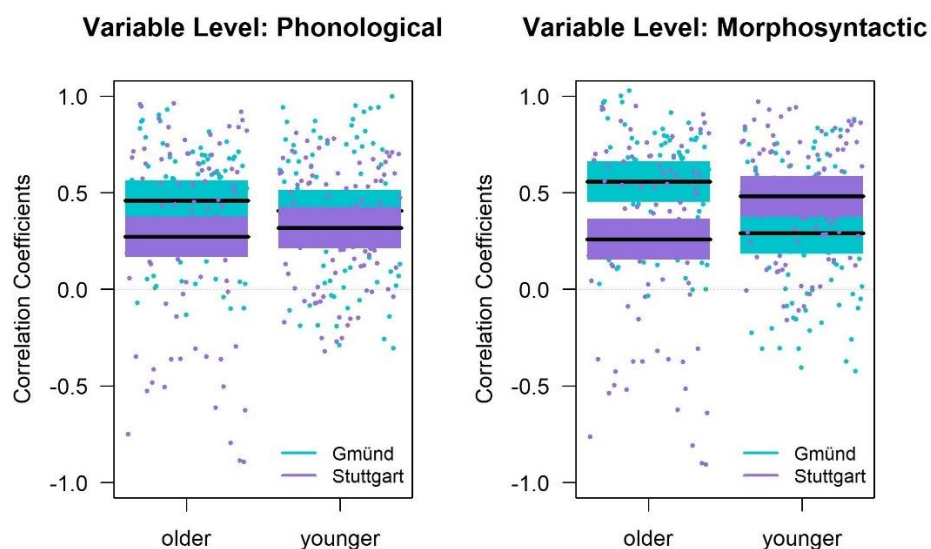 Variable Level: Phonological
Variable Level: Morphosyntactic
Correlation Coefficients
1.0
0.5
0.0
-0.5
-1.0
Gmünd
Stuttgart
older
younger
Correlation Coefficients
1.0
0.5
0.0
-0.5
-1.0
Gmünd
Stuttgart
older
younger